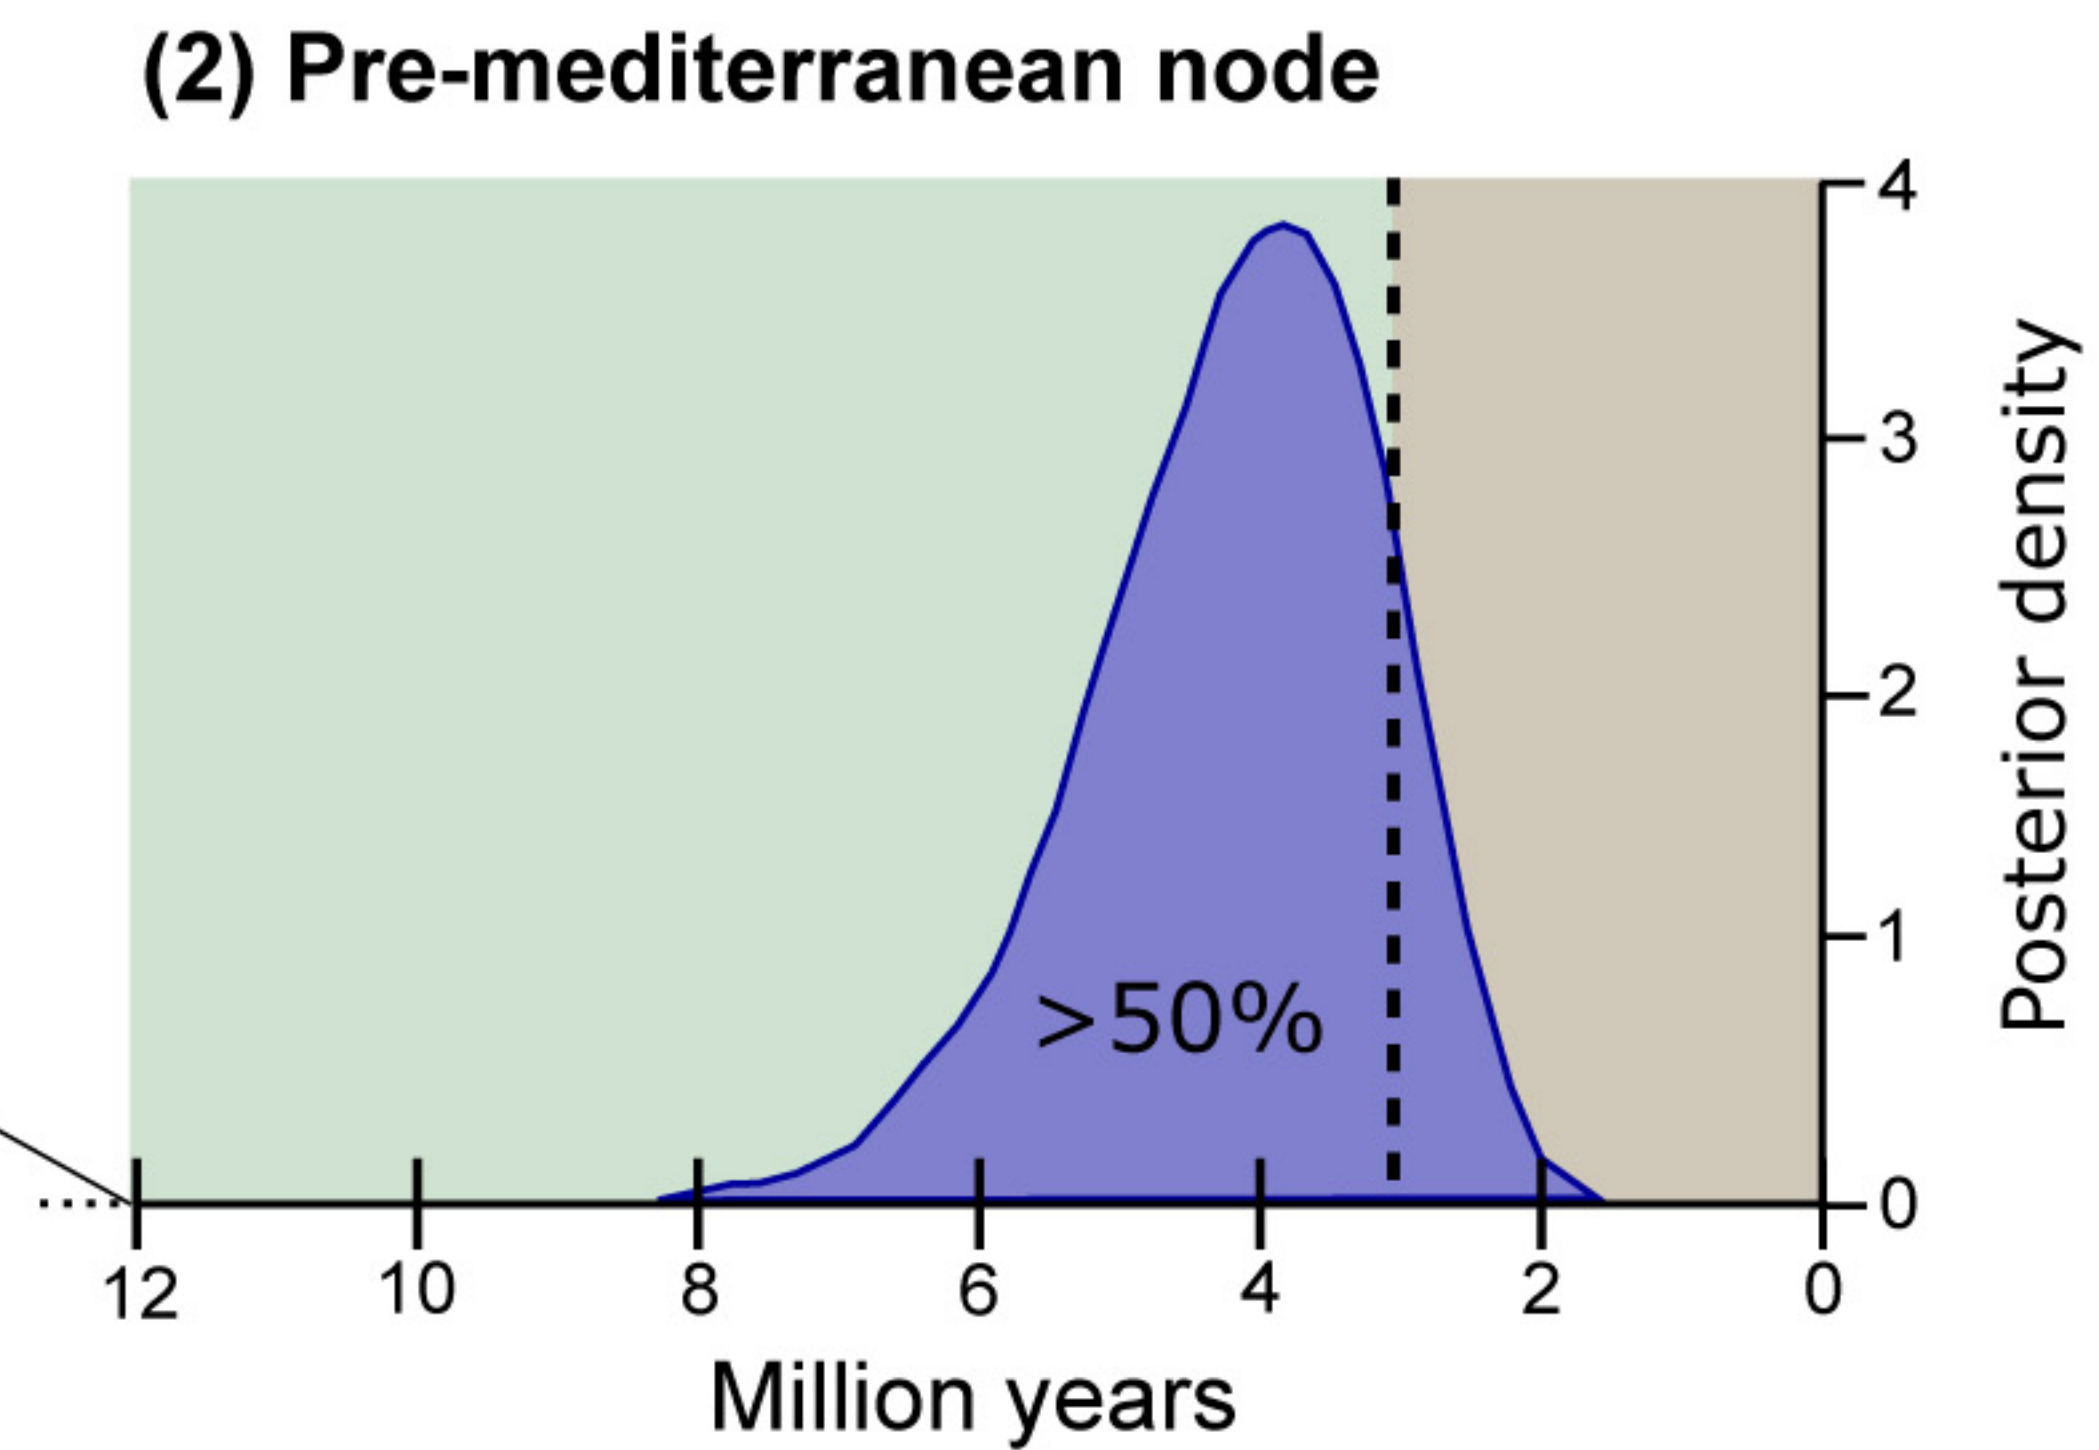 (2) Pre-mediterranean node
4
3
2
1
0
Posterior density
>50%
12 10 8 6 4 2 0
Million years